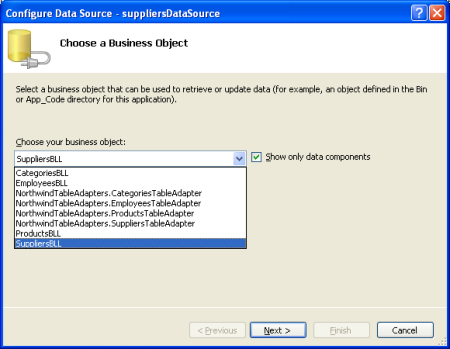 Configure Data Source - suppliersDataSource
Choose a Business Object
Select a business object that can be used to retrieve or update data (for example, an object defined in the Bin
or App_Code directory for this application).
Choose your business object:
SuppliersBLL
Show only data components
CategoriesBLL
EmployeesBLL
NorthwindTableAdapters.CategoriesTableAdapter
NorthwindTableAdapters.EmployeesTableAdapter
NorthwindTableAdapters.ProductsTableAdapter
NorthwindTableAdapters.SuppliersTableAdapter
ProductsBLL
SuppliersBLL
< Previous
Next >
Finish
Cancel